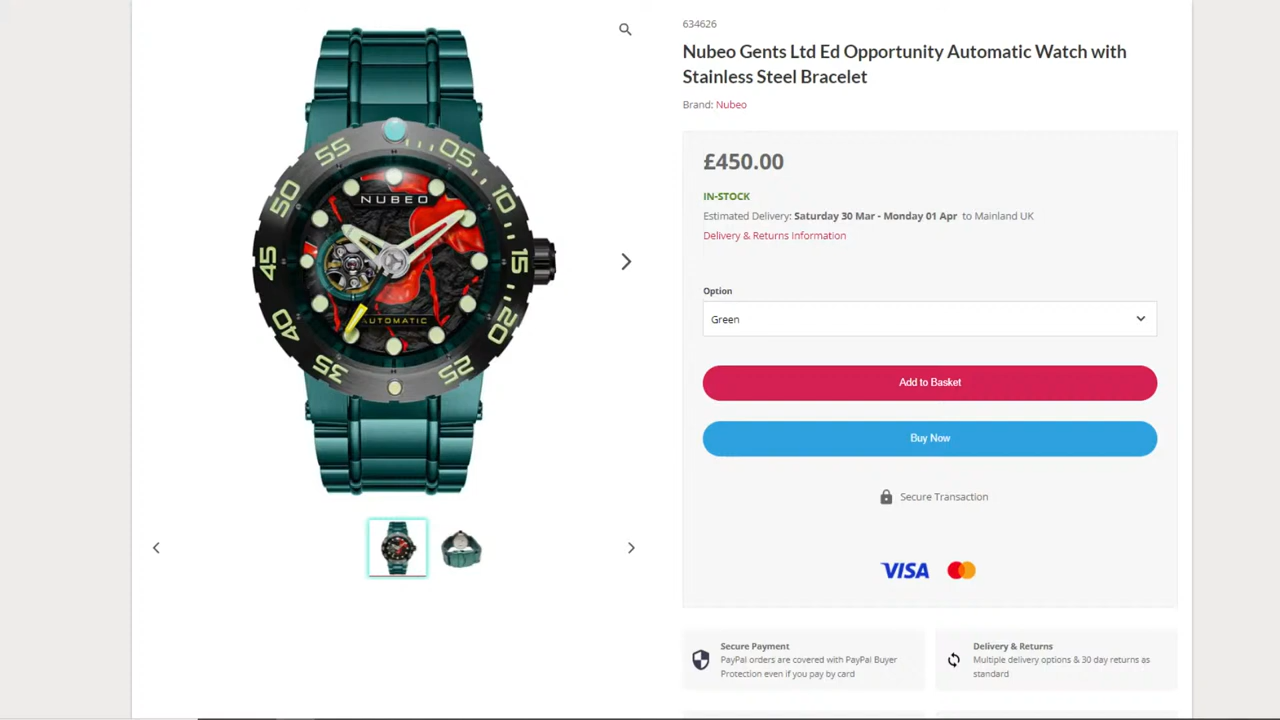 634626
Nubeo Gents Ltd Ed Opportunity Automatic Watch with
Stainless Steel Bracelet
Brand: Nubeo
£450.00
IN-STOCK
Estimated Delivery: Saturday 30 Mar - Monday 01 Apr to Mainland UK
Delivery & Returns Information
Option
Green
Add to Basket
Buy Now
Secure Transaction
VISA
Secure Payment
PayPal orders are covered with PayPal Buyer
Protection even if you pay by card
Delivery & Returns
Multiple delivery options & 30 day returns as
standard
55
05
50
10
45
15
40
20
35
25
NUBEO
AUTOMATIC